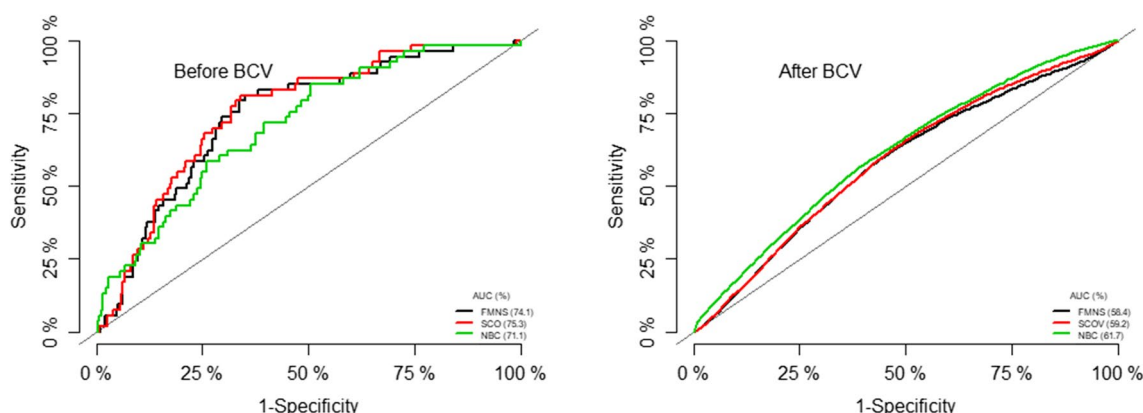 Before BCV
Sensitivity
100 %
75 %
50 %
25 %
0 %
AUC (%)
FMNS (74.1)
SCO (75.3)
NBC (71.1)
0 %
25 %
50 %
75 %
100 %
1-Specificity
After BCV
Sensitivity
100 %
75 %
50 %
25 %
0 %
AUC (%)
FMNS (58.4)
SCOV (59.2)
NBC (61.7)
0 %
25 %
50 %
75 %
100 %
1-Specificity